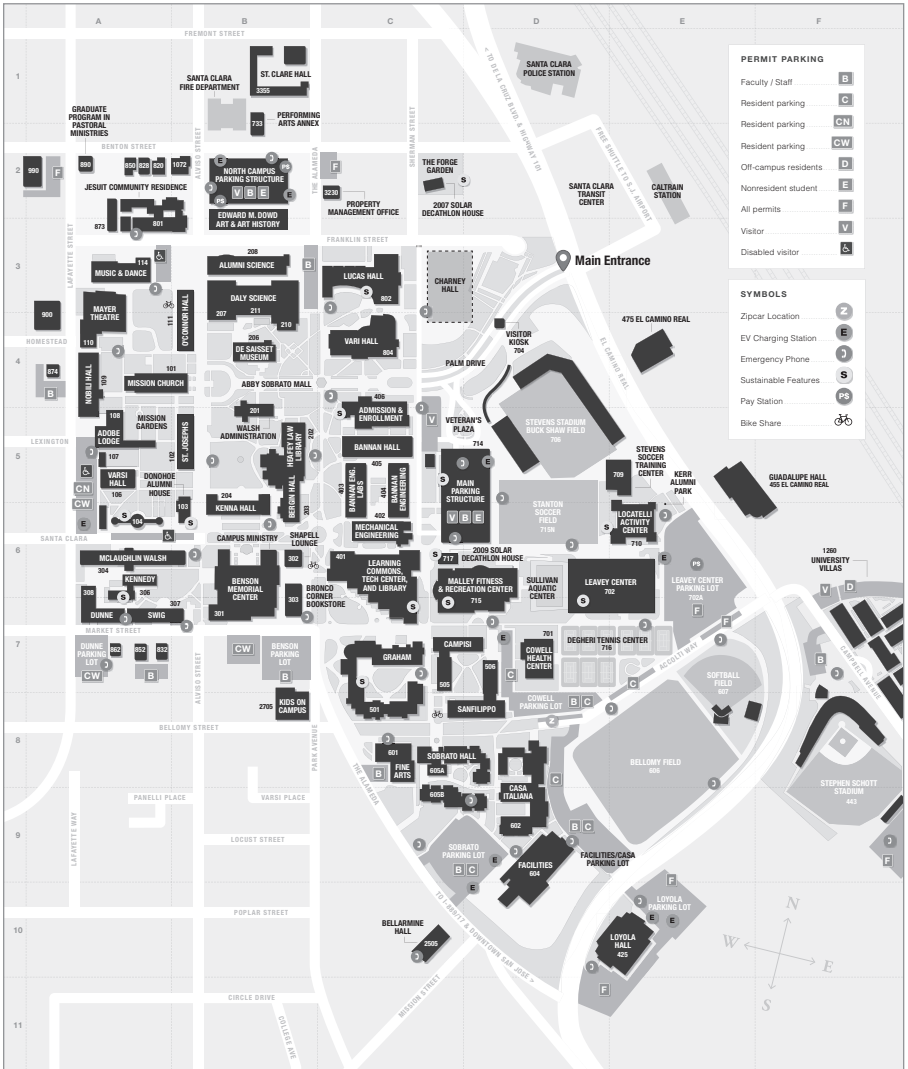 A B C D E F
FREMONT STREET
1
ST. CLARE HALL
3355
SANTA CLARA
FIRE DEPARTMENT
SANTA CLARA
POLICE STATION
< TO DE LA CRUZ BLVD. & HIGHWAY 101
733
PERFORMING
ARTS ANNEX
GRADUATE
PROGRAM IN
PASTORAL
MINISTRIES
BENTON STREET
ALVISO STREET
THE ALAMEDA
SHERMAN STREET
FREE SHUTTLE TO S.J. AIRPORT
2
990
F
890
850
828
820
1072
NORTH CAMPUS
PARKING STRUCTURE
V B E
E
PS
PS
E
F
3230
PROPERTY
MANAGEMENT OFFICE
THE FORGE
GARDEN
S
2007 SOLAR
DECATHLON HOUSE
SANTA CLARA
TRANSIT
CENTER
CALTRAIN
STATION
JESUIT COMMUNITY RESIDENCE
873
801
EDWARD M. DOWD
ART & ART HISTORY
LAFAYETTE STREET
FRANKLIN STREET
3
114
MUSIC & DANCE
208
ALUMNI SCIENCE
B
LUCAS HALL
S
802
CHARNEY
HALL
Main Entrance
900
MAYER
THEATRE
110
111
O'CONNOR HALL
DALY SCIENCE
207
211
210
VARI HALL
804
VISITOR
KIOSK
704
475 EL CAMINO REAL
HOMESTEAD
206
DE SAISSET
MUSEUM
PALM DRIVE
EL CAMINO REAL
4
874
B
NOBILI HALL
109
101
MISSION CHURCH
ABBY SOBRATO MALL
406
ADMISSION &
ENROLLMENT
S
V
VETERAN'S
PLAZA
STEVENS STADIUM
BUCK SHAW FIELD
706
108
ADOBE
LODGE
MISSION
GARDENS
201
WALSH
ADMINISTRATION
HEAFEY LAW
LIBRARY
202
BANNAN HALL
LEXINGTON
5
107
ST. JOSEPHS
102
VARSI
HALL
106
CN
CW
E
DONOHOE
ALUMNI
HOUSE
103
S
104
S
204
KENNA HALL
BERGIN HALL
203
405
403
BANNAN ENG.
LABS
404
BANNAN
ENGINEERING
402
MECHANICAL
ENGINEERING
714
E
S
MAIN
PARKING
STRUCTURE
V B E
STANTON
SOCCER
FIELD
715N
709
STEVENS
SOCCER
TRAINING
CENTER
KERR
ALUMNI
PARK
S
LOCATELLI
ACTIVITY
CENTER
710
GUADALUPE HALL
455 EL CAMINO REAL
SANTA CLARA
6
MCLAUGHLIN WALSH
304
KENNEDY
306
S
308
307
DUNNE
SWIG
CAMPUS MINISTRY
BENSON
MEMORIAL
CENTER
301
SHAPELL
LOUNGE
302
303
BRONCO
CORNER
BOOKSTORE
401
LEARNING
COMMONS,
TECH CENTER,
AND LIBRARY
S
S
717
2009 SOLAR
DECATHLON HOUSE
MALLEY FITNESS
& RECREATION CENTER
715
S
SULLIVAN
AQUATIC
CENTER
LEAVEY CENTER
702
S
E
PS
LEAVEY CENTER
PARKING LOT
702A
F
F
1260
UNIVERSITY
VILLAS
V
D
MARKET STREET
7
DUNNE
PARKING
LOT
CW
862
852
832
B
CW
BENSON
PARKING
LOT
B
2705
KIDS ON
CAMPUS
GRAHAM
S
501
CAMPISI
505
506
SANFILIPPO
E
C
701
COWELL
HEALTH
CENTER
DEGHERI TENNIS CENTER
716
COWELL
PARKING LOT
B C
C
Z
ACCOLTI WAY
SOFTBALL
FIELD
607
B
CAMPBELL AVENUE
ALVISO STREET
PARK AVENUE
BELLOMY STREET
8
THE ALAMEDA
B
601
FINE
ARTS
SOBRATO HALL
605A
605B
CASA
ITALIANA
602
C
BELLOMY FIELD
606
STEPHEN SCHOTT
STADIUM
443
LAFAYETTE WAY
PANELLI PLACE
VARSI PLACE
9
LOCUST STREET
SOBRATO
PARKING LOT
B C
E
E
B C
FACILITIES
604
FACILITIES/CASA
PARKING LOT
F
F
LOYOLA
PARKING LOT
E
E
LOYOLA
HALL
425
F
POPLAR STREET
10
BELLARMINE
HALL
2505
TO I-880/17 & DOWNTOWN SAN JOSE >
MISSION STREET
CIRCLE DRIVE
11
COLLEGE AVE
N
W
E
S
PERMIT PARKING
Faculty / Staff B
Resident parking C
Resident parking CN
Resident parking CW
Off-campus residents D
Nonresident student E
All permits F
Visitor V
Disabled visitor
SYMBOLS
Zipcar Location Z
EV Charging Station E
Emergency Phone
Sustainable Features S
Pay Station PS
Bike Share